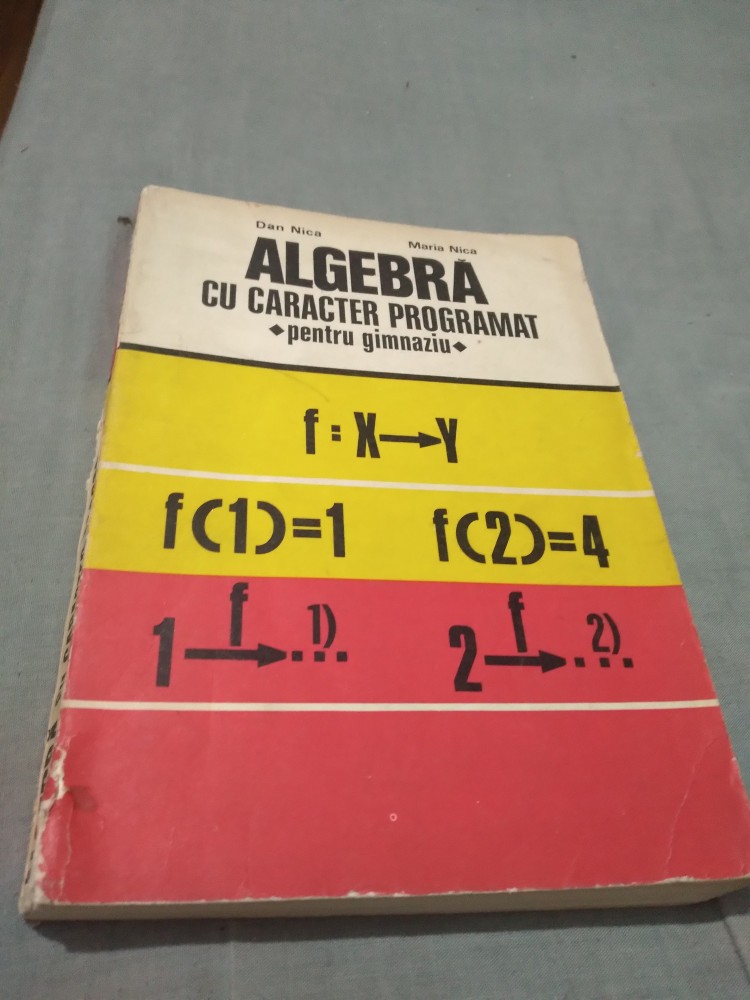 Dan Nica Maria Nica
ALGEBRĂ
CU CARACTER PROGRAMAT
◆pentru gimnaziu◆
f : X→Y
f(1)=1 f(2)=4
1 f→...1) 2 f→...2)